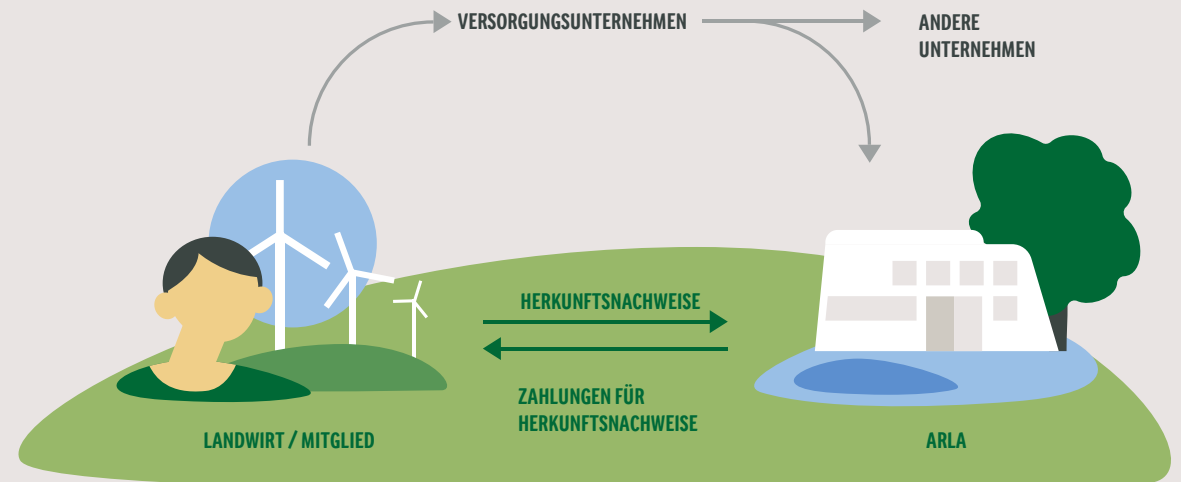 VERSORGUNGSUNTERNEHMEN
ANDERE
UNTERNEHMEN
HERKUNFTSNACHWEISE
ZAHLUNGEN FÜR
HERKUNFTSNACHWEISE
LANDWIRT / MITGLIED
ARLA